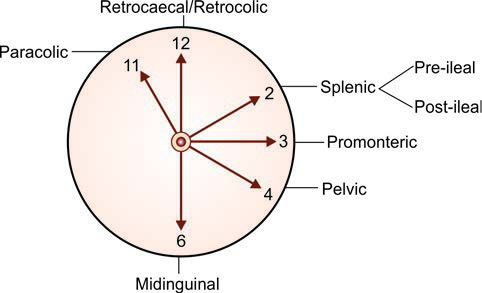 Retrocaecal/Retrocolic
Paracolic
12
11
2
Splenic
Pre-ileal
Post-ileal
3
Promonteric
4
Pelvic
6
Midinguinal